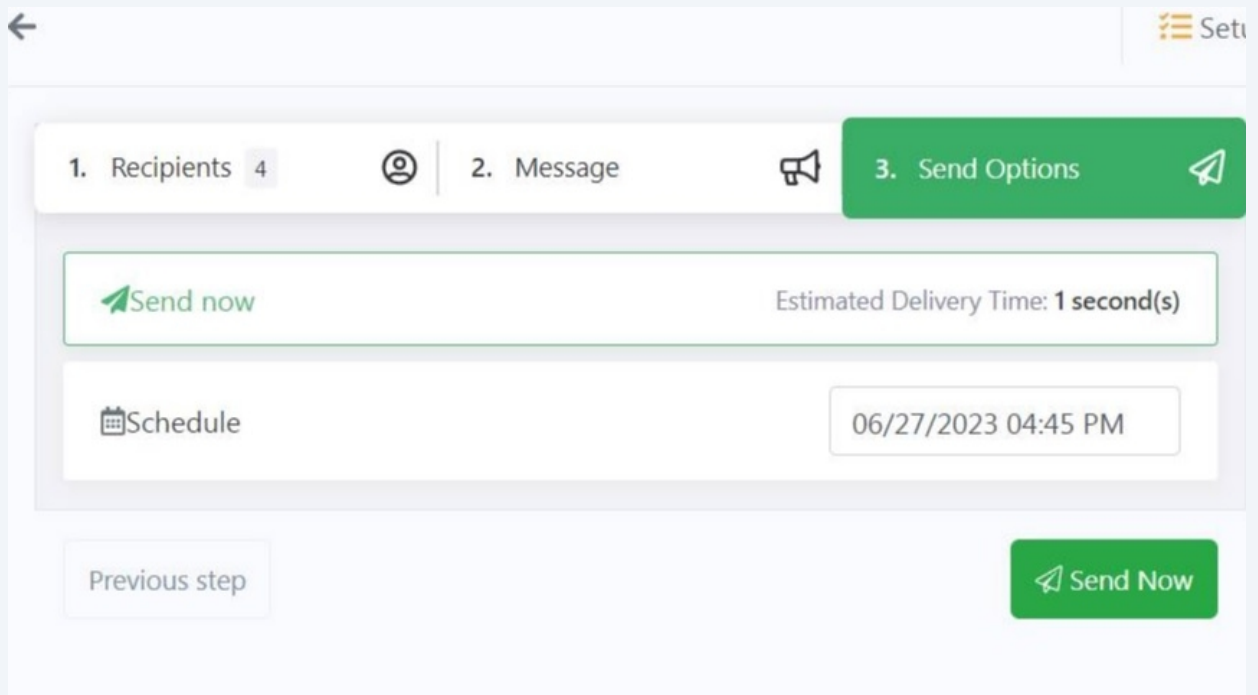 Setu
1. Recipients 4
2. Message
3. Send Options
Send now
Estimated Delivery Time: 1 second(s)
Schedule
06/27/2023 04:45 PM
Previous step
Send Now